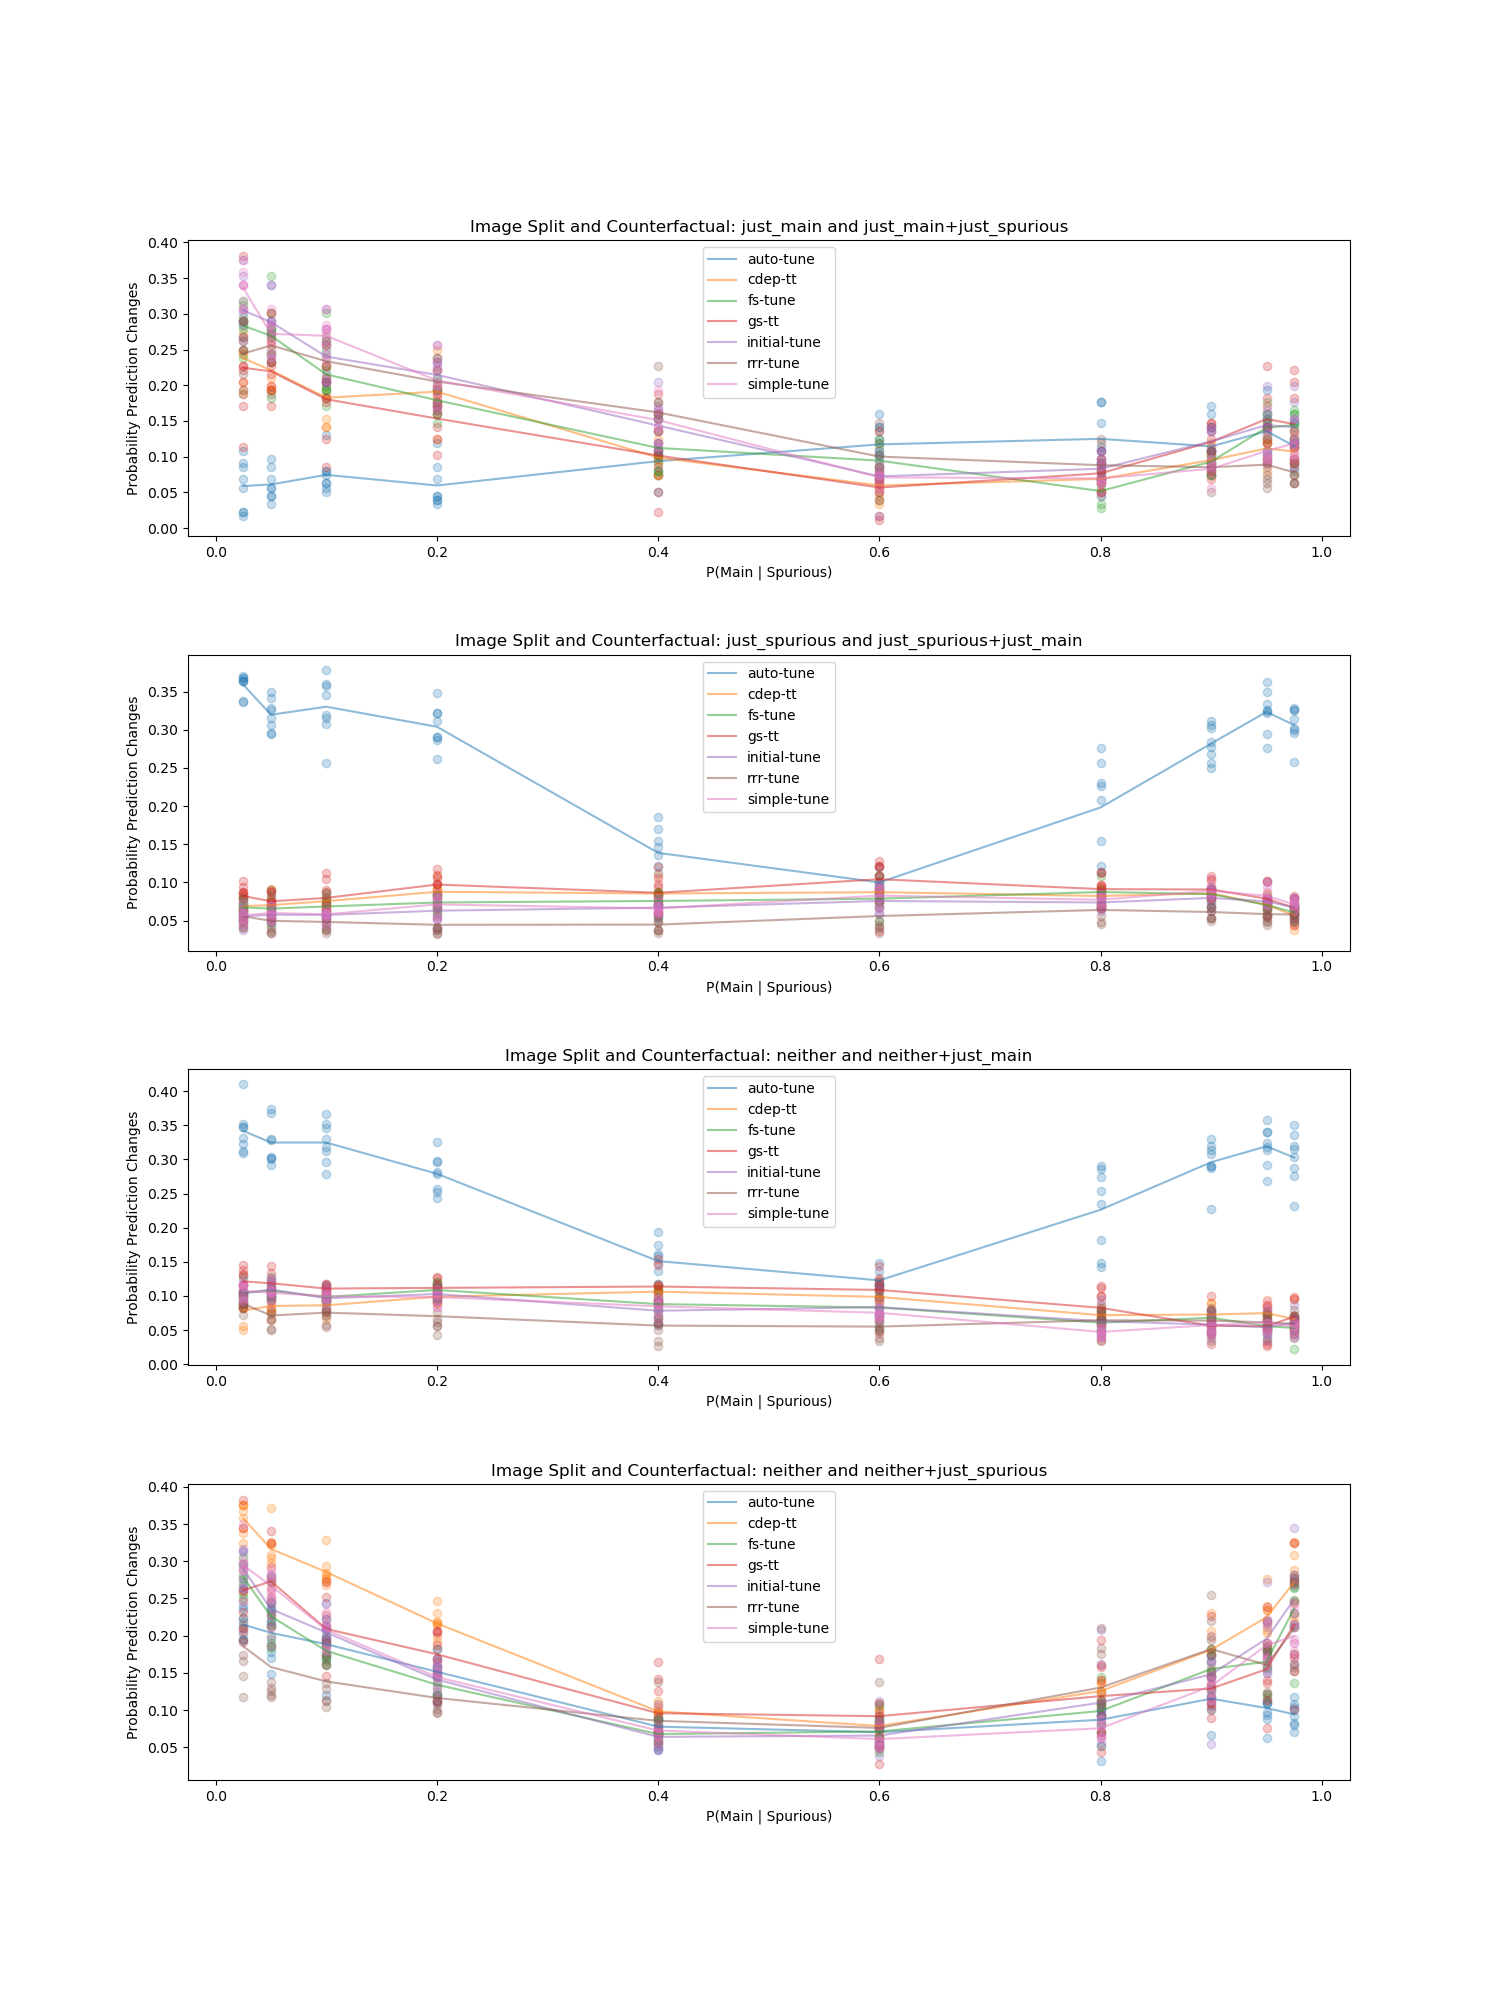 Image Split and Counterfactual: just_main and just_main+just_spurious
Probability Prediction Changes
0.40
0.35
0.30
0.25
0.20
0.15
0.10
0.05
0.00
auto-tune
cdep-tt
fs-tune
gs-tt
initial-tune
rrr-tune
simple-tune
0.0 0.2 0.4 0.6 0.8 1.0
P(Main | Spurious)
Image Split and Counterfactual: just_spurious and just_spurious+just_main
Probability Prediction Changes
0.35
0.30
0.25
0.20
0.15
0.10
0.05
auto-tune
cdep-tt
fs-tune
gs-tt
initial-tune
rrr-tune
simple-tune
0.0 0.2 0.4 0.6 0.8 1.0
P(Main | Spurious)
Image Split and Counterfactual: neither and neither+just_main
Probability Prediction Changes
0.40
0.35
0.30
0.25
0.20
0.15
0.10
0.05
0.00
auto-tune
cdep-tt
fs-tune
gs-tt
initial-tune
rrr-tune
simple-tune
0.0 0.2 0.4 0.6 0.8 1.0
P(Main | Spurious)
Image Split and Counterfactual: neither and neither+just_spurious
Probability Prediction Changes
0.40
0.35
0.30
0.25
0.20
0.15
0.10
0.05
auto-tune
cdep-tt
fs-tune
gs-tt
initial-tune
rrr-tune
simple-tune
0.0 0.2 0.4 0.6 0.8 1.0
P(Main | Spurious)